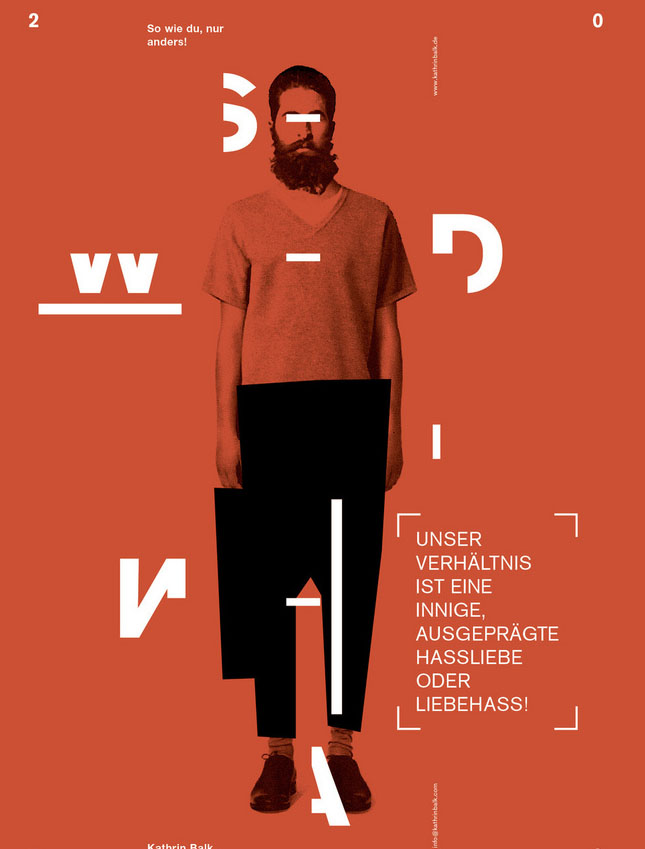 2
0
So wie du, nur
anders!
www.kathrinbalk.de
S
W
D
I
N
A
UNSER
VERHÄLTNIS
IST EINE
INNIGE,
AUSGEPRÄGTE
HASSLIEBE
ODER
LIEBEHASS!
info@kathrinbalk.com
Kathrin Balk